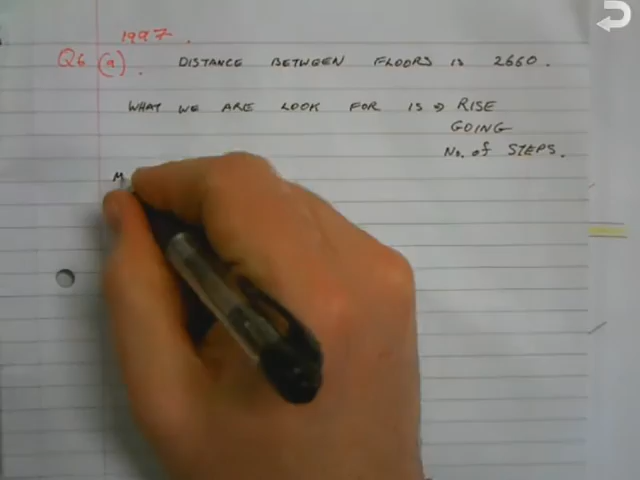 1997.
Q6 (a). DISTANCE BETWEEN FLOORS IS 2660.
WHAT WE ARE LOOK FOR IS → RISE
GOING
No. of STEPS.
M